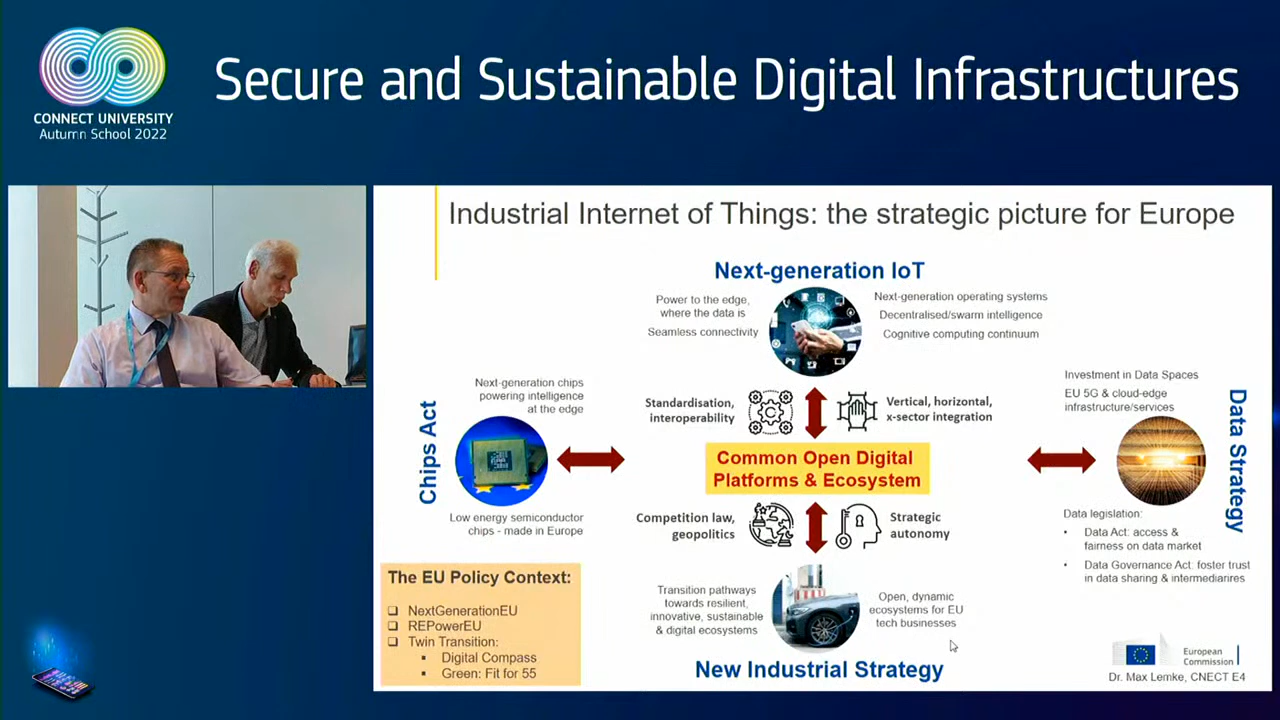 CONNECT UNIVERSITY
Autumn School 2022
Secure and Sustainable Digital Infrastructures
Industrial Internet of Things: the strategic picture for Europe
Next-generation IoT
Power to the edge,
where the data is
Seamless connectivity
Next-generation operating systems
Decentralised/swarm intelligence
Cognitive computing continuum
Standardisation,
interoperability
Vertical, horizontal,
x-sector integration
Chips Act
Next-generation chips
powering intelligence
at the edge
Low energy semiconductor
chips - made in Europe
Common Open Digital
Platforms & Ecosystem
Investment in Data Spaces
EU 5G & cloud-edge
infrastructure/services
Data Strategy
Data legislation:
• Data Act: access &
fairness on data market
• Data Governance Act: foster trust
in data sharing & intermediarires
Competition law,
geopolitics
Strategic
autonomy
The EU Policy Context:
❑ NextGenerationEU
❑ REPowerEU
❑ Twin Transition:
▪ Digital Compass
▪ Green: Fit for 55
Transition pathways
towards resilient,
innovative, sustainable
& digital ecosystems
Open, dynamic
ecosystems for EU
tech businesses
New Industrial Strategy
European
Commission
Dr. Max Lemke, CNECT E4